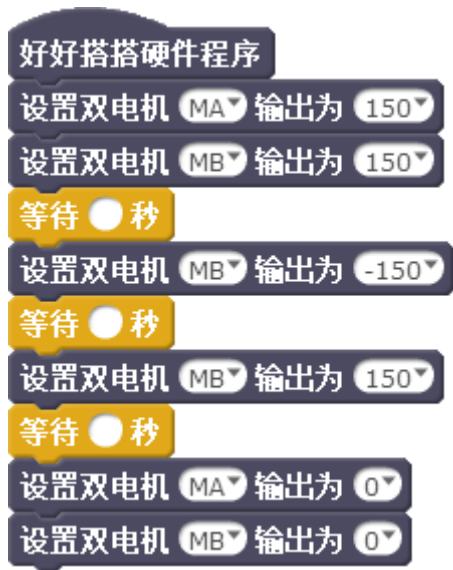 好好搭搭硬件程序
设置双电机 MA 输出为 150
设置双电机 MB 输出为 150
等待 秒
设置双电机 MB 输出为 -150
等待 秒
设置双电机 MB 输出为 150
等待 秒
设置双电机 MA 输出为 0
设置双电机 MB 输出为 0